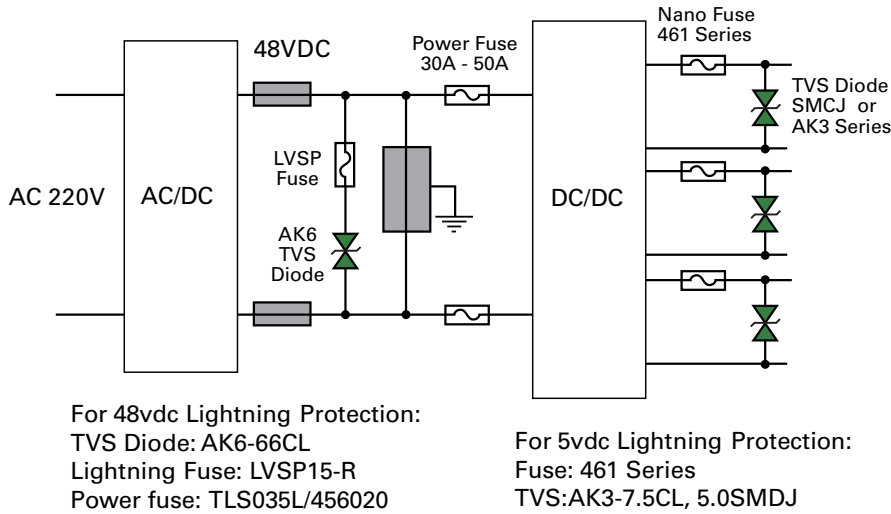 48VDC
Power Fuse
30A - 50A
Nano Fuse
461 Series
TVS Diode
SMCJ or
AK3 Series
LVSP
Fuse
AC 220V
AC/DC
DC/DC
AK6
TVS
Diode
For 48vdc Lightning Protection:
TVS Diode: AK6-66CL
Lightning Fuse: LVSP15-R
Power fuse: TLS035L/456020
For 5vdc Lightning Protection:
Fuse: 461 Series
TVS:AK3-7.5CL, 5.0SMDJ